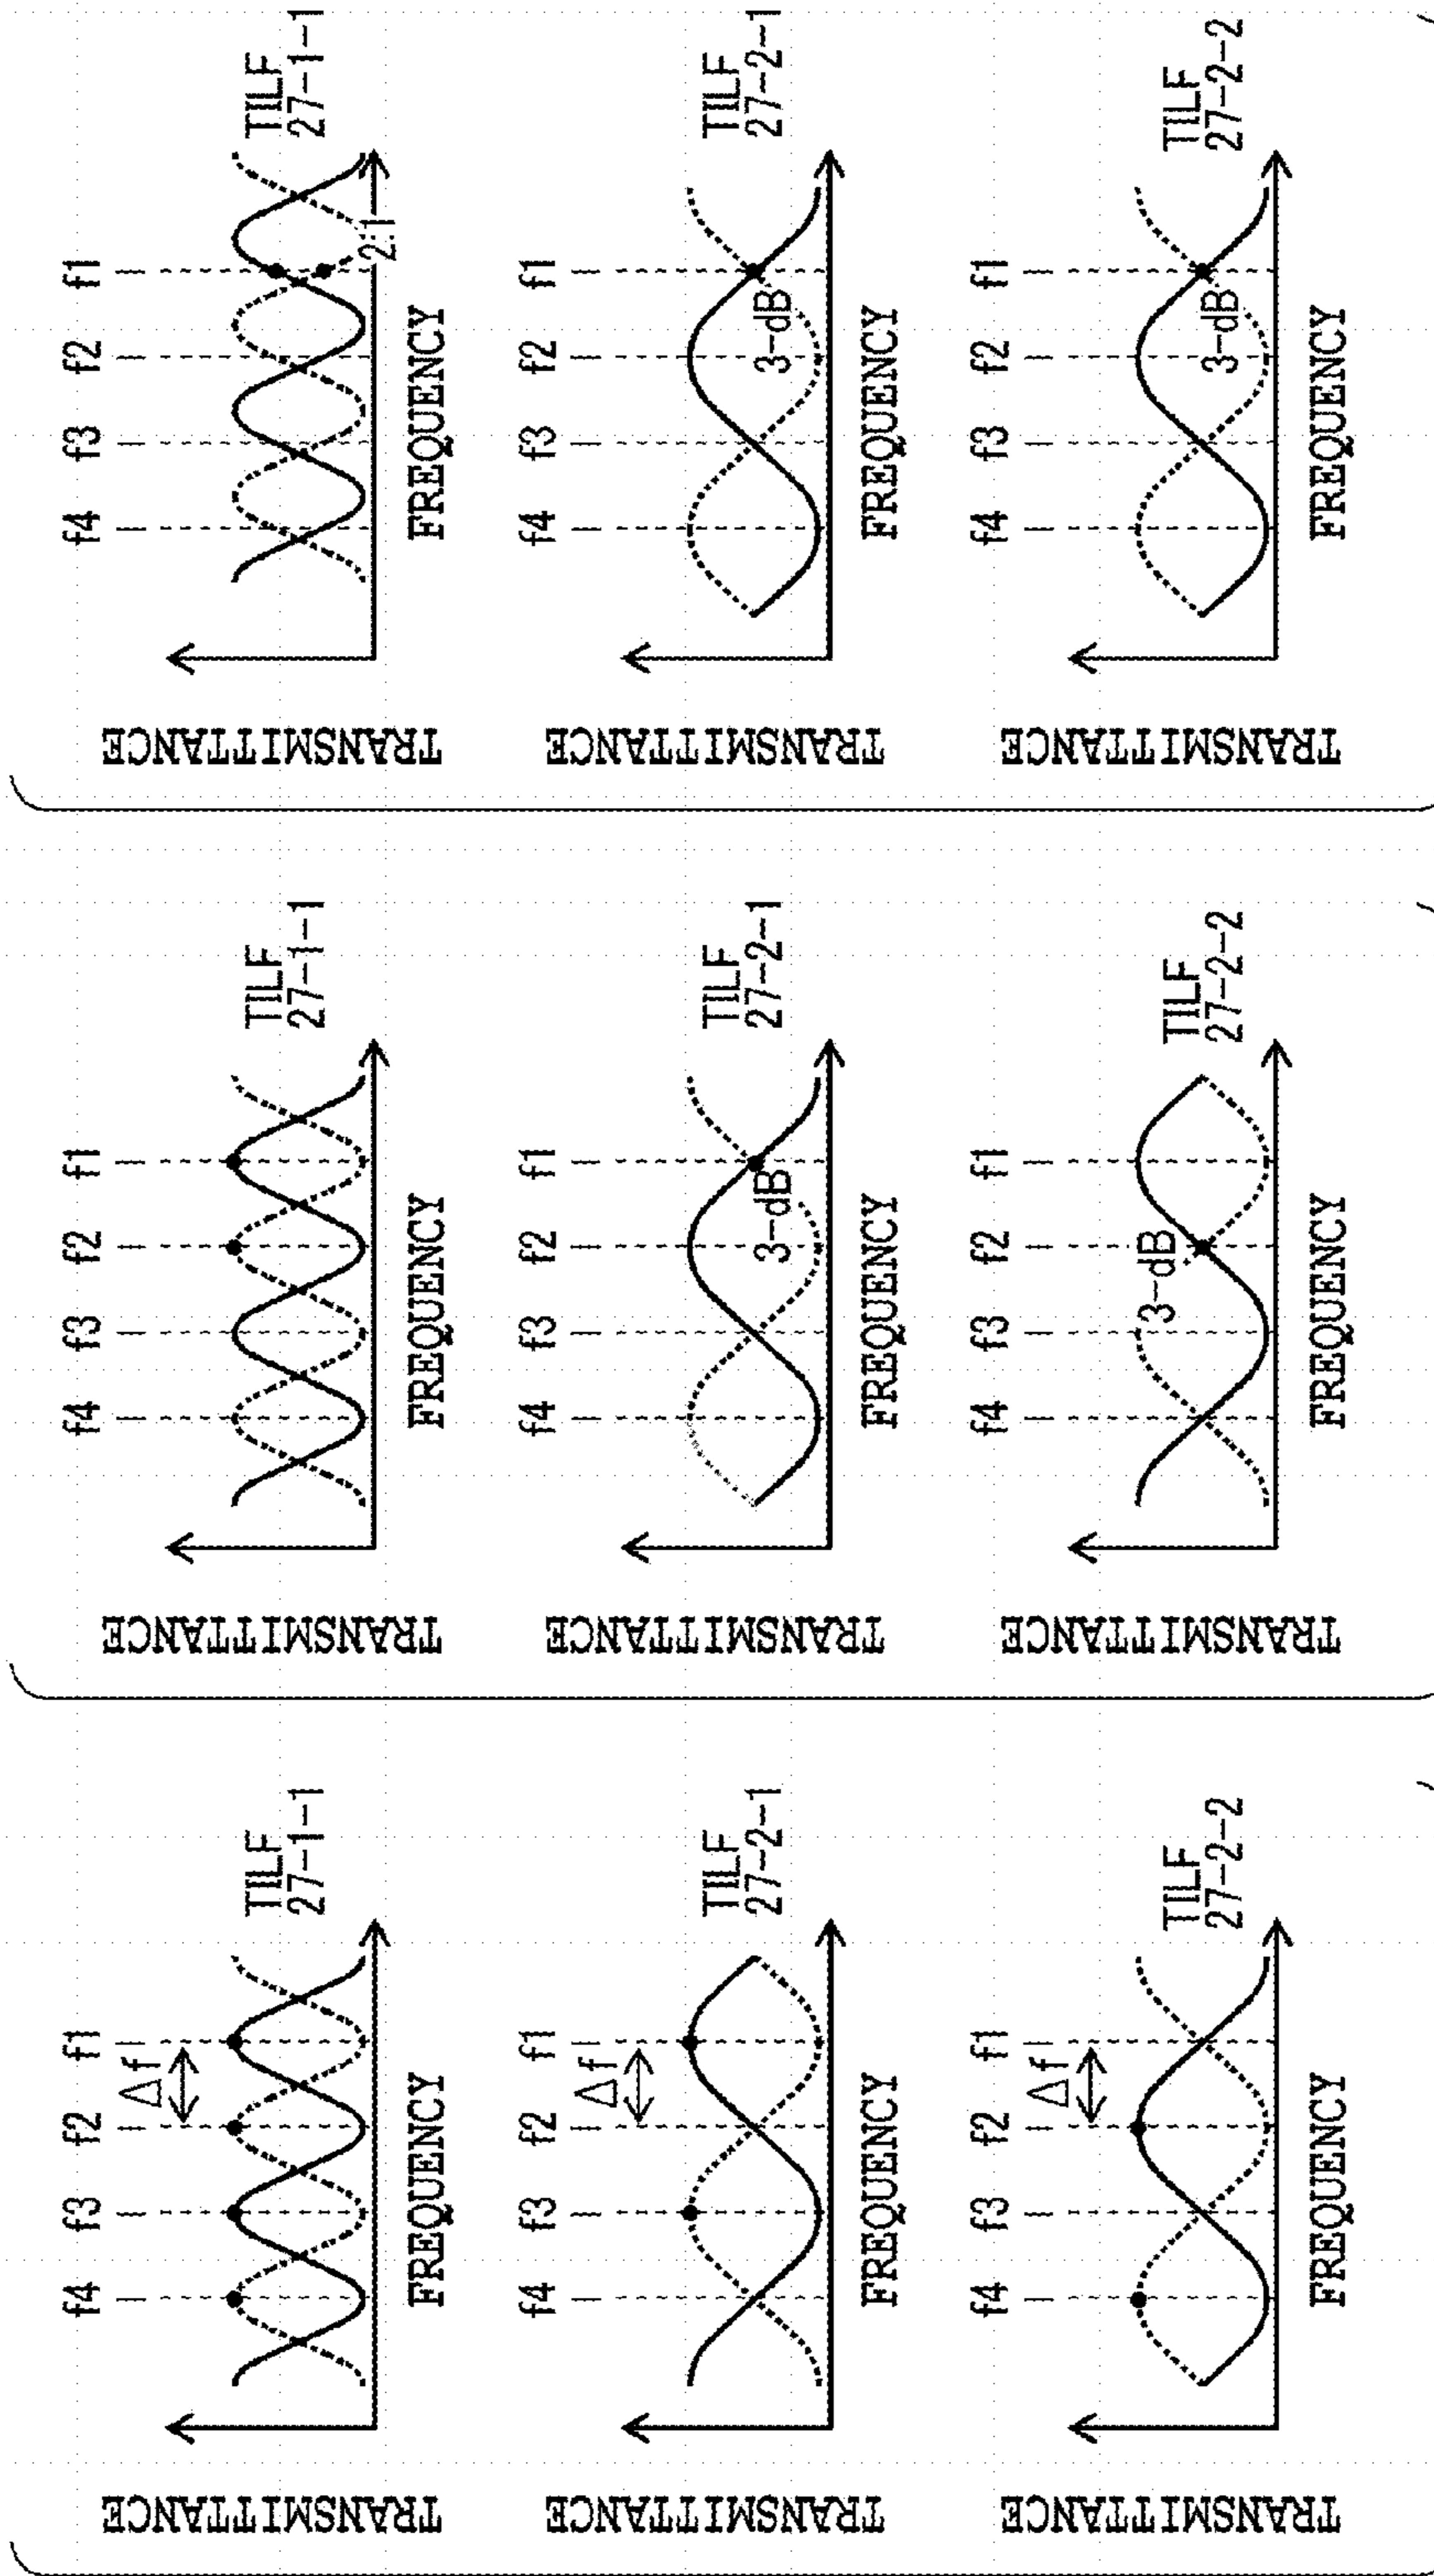 f4 f3 f2 f1
Δf
TRANSMITTANCE
TILF
27-1-1
FREQUENCY
f4 f3 f2 f1
Δf
TRANSMITTANCE
TILF
27-2-1
FREQUENCY
f4 f3 f2 f1
Δf
TRANSMITTANCE
TILF
27-2-2
FREQUENCY
f4 f3 f2 f1
TRANSMITTANCE
TILF
27-1-1
FREQUENCY
f4 f3 f2 f1
TRANSMITTANCE
3-dB
TILF
27-2-1
FREQUENCY
f4 f3 f2 f1
TRANSMITTANCE
3-dB
TILF
27-2-2
FREQUENCY
f4 f3 f2 f1
TRANSMITTANCE
2:1
TILF
27-1-1
FREQUENCY
f4 f3 f2 f1
TRANSMITTANCE
3-dB
TILF
27-2-1
FREQUENCY
f4 f3 f2 f1
TRANSMITTANCE
3-dB
TILF
27-2-2
FREQUENCY